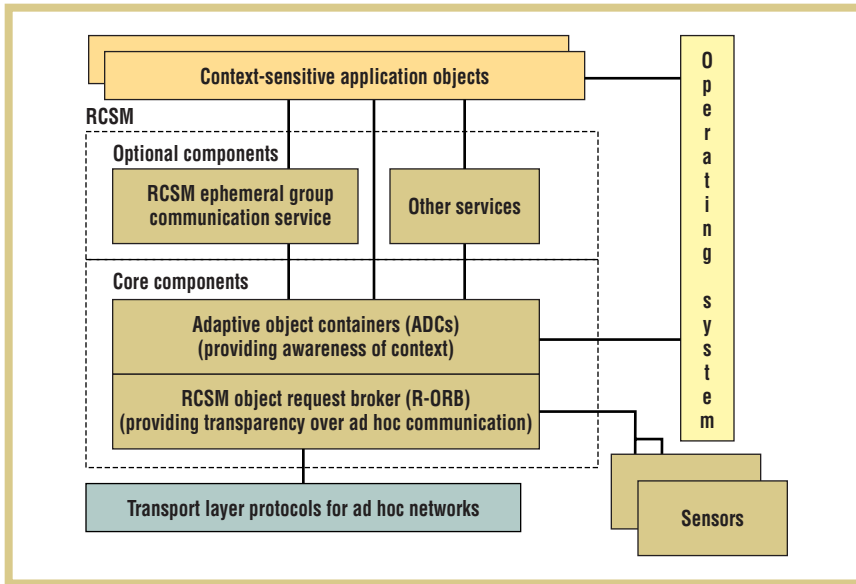 Context-sensitive application objects
RCSM
Optional components
RCSM ephemeral group
communication service
Other services
Core components
Adaptive object containers (ADCs)
(providing awareness of context)
RCSM object request broker (R-ORB)
(providing transparency over ad hoc communication)
Transport layer protocols for ad hoc networks
Operating system
Sensors